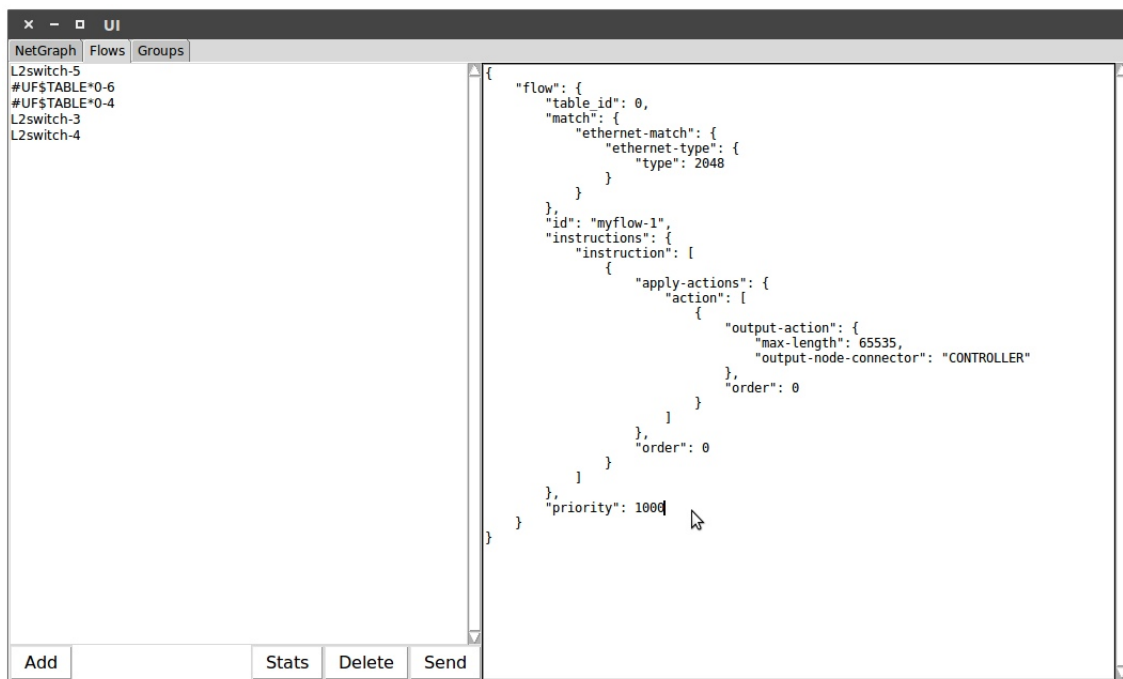 UI
NetGraph Flows Groups
L2switch-5
#UF$TABLE*0-6
#UF$TABLE*0-4
L2switch-3
L2switch-4
{
    "flow": {
        "table_id": 0,
        "match": {
            "ethernet-match": {
                "ethernet-type": {
                    "type": 2048
                }
            }
        },
        "id": "myflow-1",
        "instructions": {
            "instruction": [
                {
                    "apply-actions": {
                        "action": [
                            {
                                "output-action": {
                                    "max-length": 65535,
                                    "output-node-connector": "CONTROLLER"
                                },
                                "order": 0
                            }
                        ]
                    },
                    "order": 0
                }
            ]
        },
        "priority": 1000
    }
}
Add Stats Delete Send